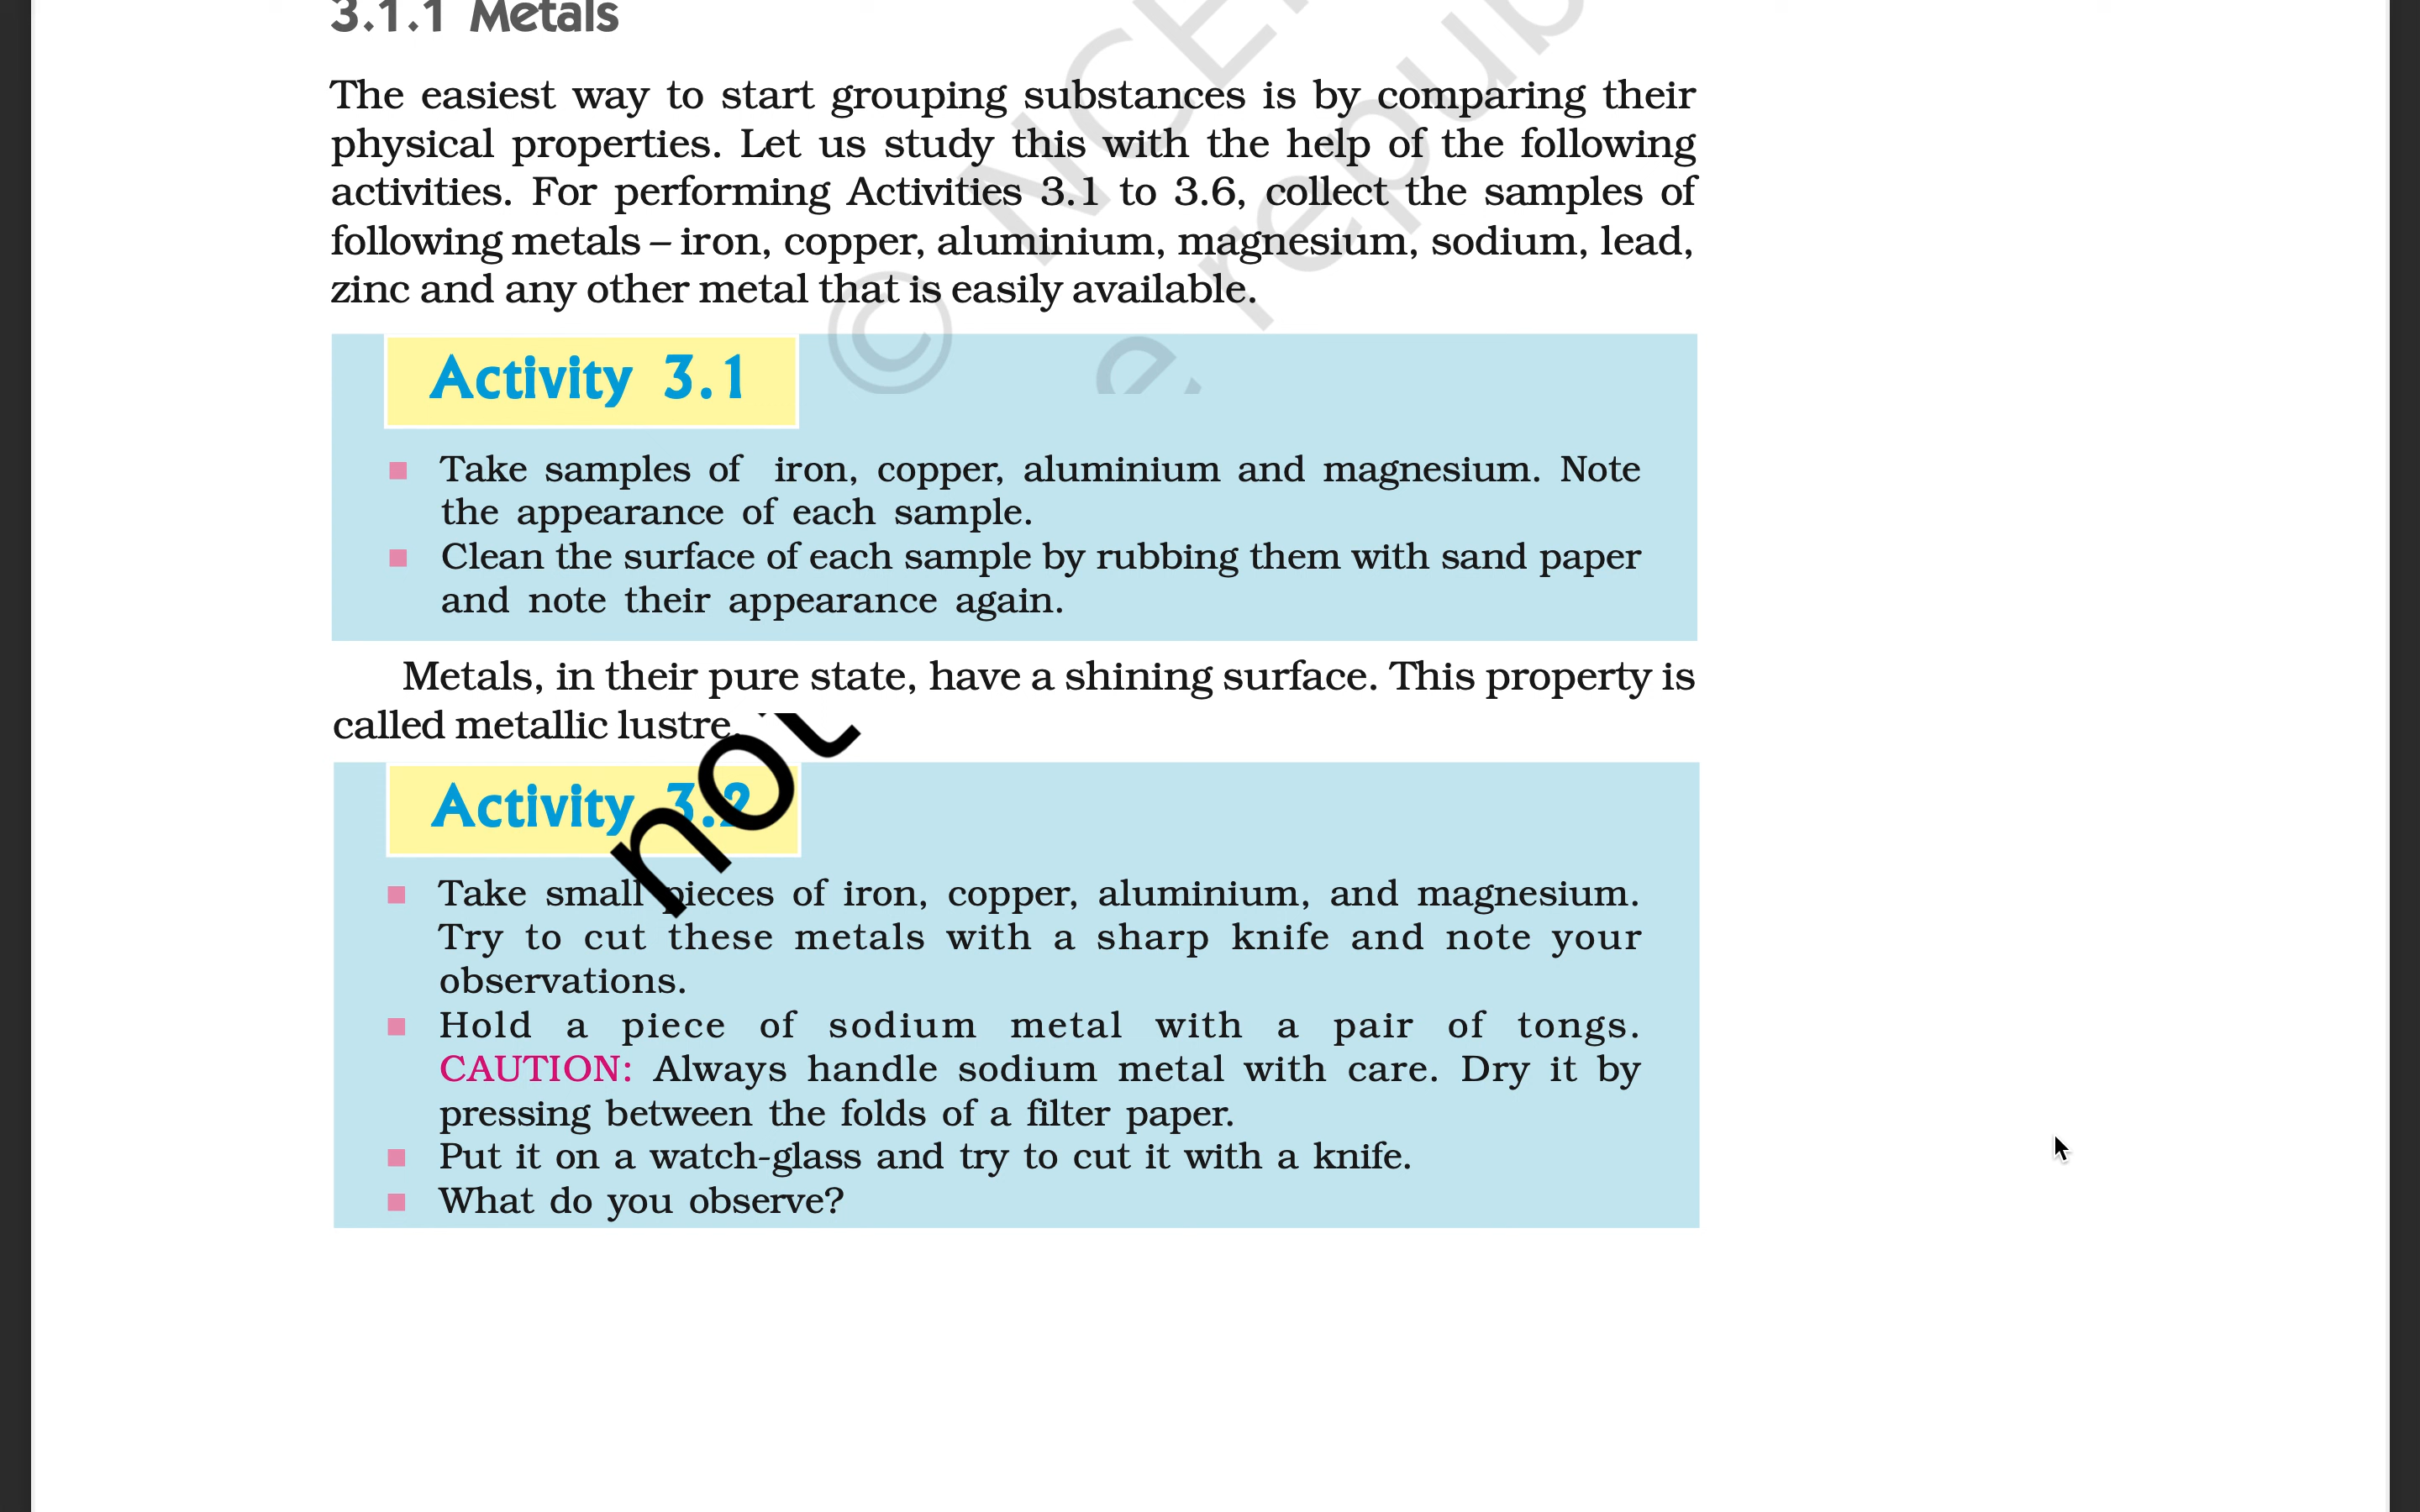 3.1.1 Metals
The easiest way to start grouping substances is by comparing their
physical properties. Let us study this with the help of the following
activities. For performing Activities 3.1 to 3.6, collect the samples of
following metals – iron, copper, aluminium, magnesium, sodium, lead,
zinc and any other metal that is easily available.
Activity 3.1
Take samples of iron, copper, aluminium and magnesium. Note
the appearance of each sample.
Clean the surface of each sample by rubbing them with sand paper
and note their appearance again.
Metals, in their pure state, have a shining surface. This property is
called metallic lustre.
Activity 3.2
Take small pieces of iron, copper, aluminium, and magnesium.
Try to cut these metals with a sharp knife and note your
observations.
Hold a piece of sodium metal with a pair of tongs.
CAUTION: Always handle sodium metal with care. Dry it by
pressing between the folds of a filter paper.
Put it on a watch-glass and try to cut it with a knife.
What do you observe?
© NCE
repub
not